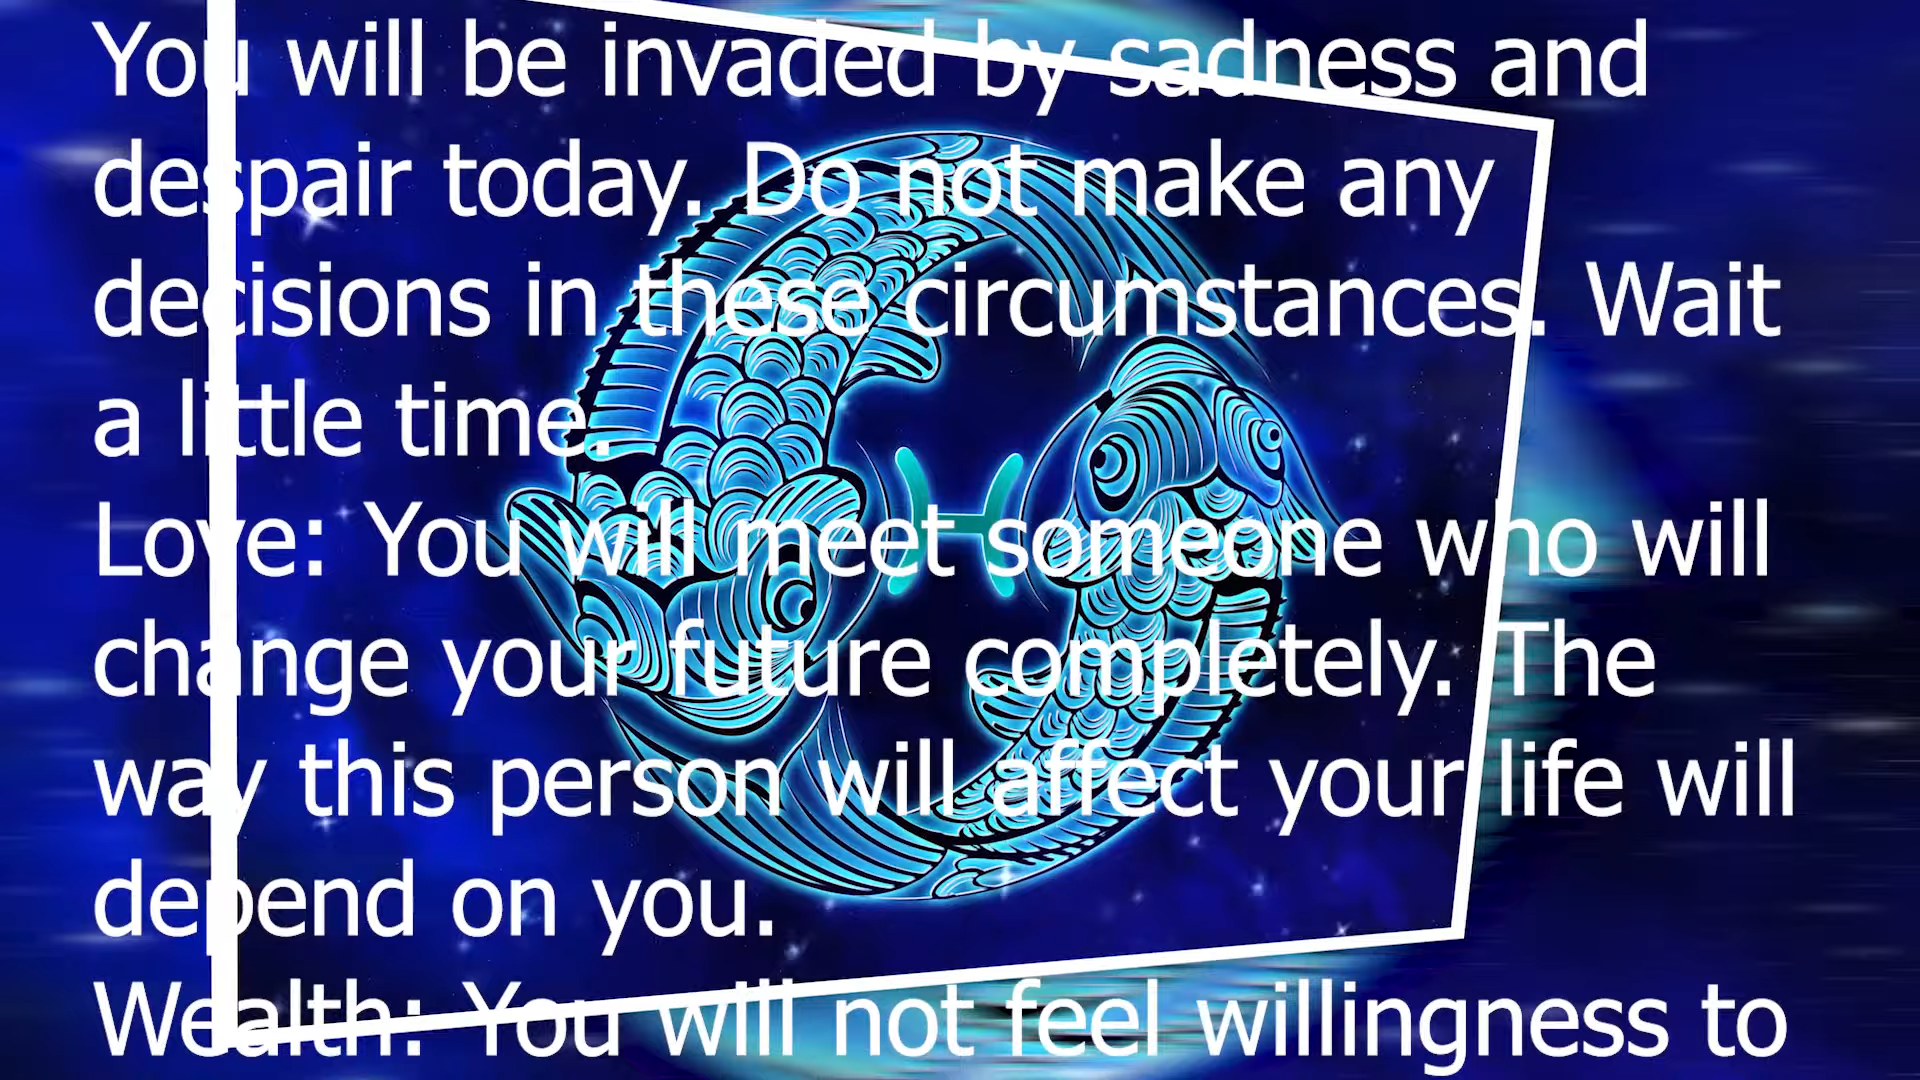 You will be invaded by sadness and
despair today. Do not make any
decisions in these circumstances. Wait
a little time.
Love: You will meet someone who will
change your future completely. The
way this person will affect your life will
depend on you.
Wealth: You will not feel willingness to